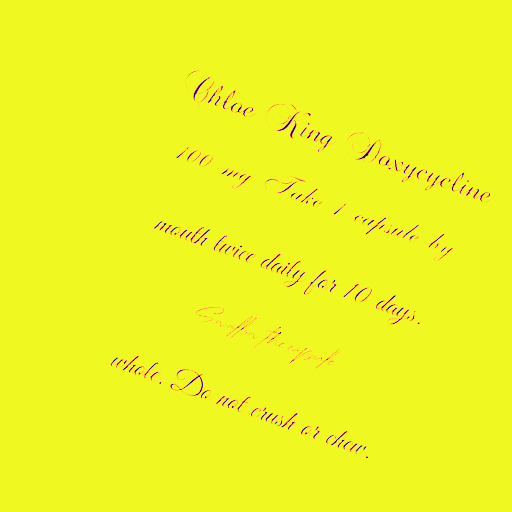 Chloe King Doxycycline
100 mg Take 1 capsule by
mouth twice daily for 10 days.
Swallow the capsule
whole. Do not crush or chew.